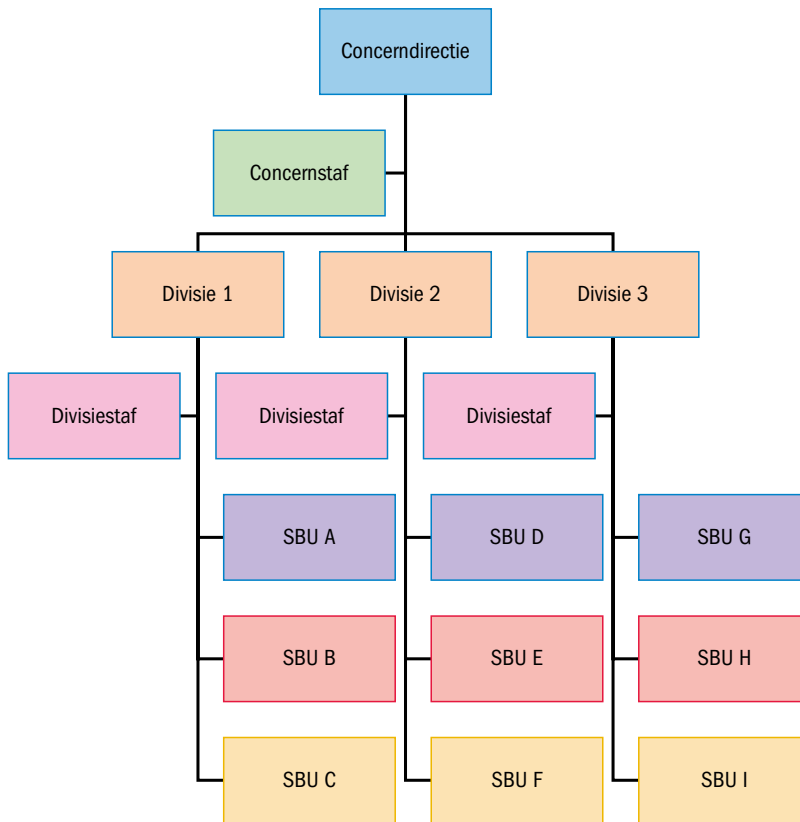 Concerndirectie
Concernstaf
Divisie 1
Divisie 2
Divisie 3
Divisiestaf
Divisiestaf
Divisiestaf
SBU A
SBU D
SBU G
SBU B
SBU E
SBU H
SBU C
SBU F
SBU I